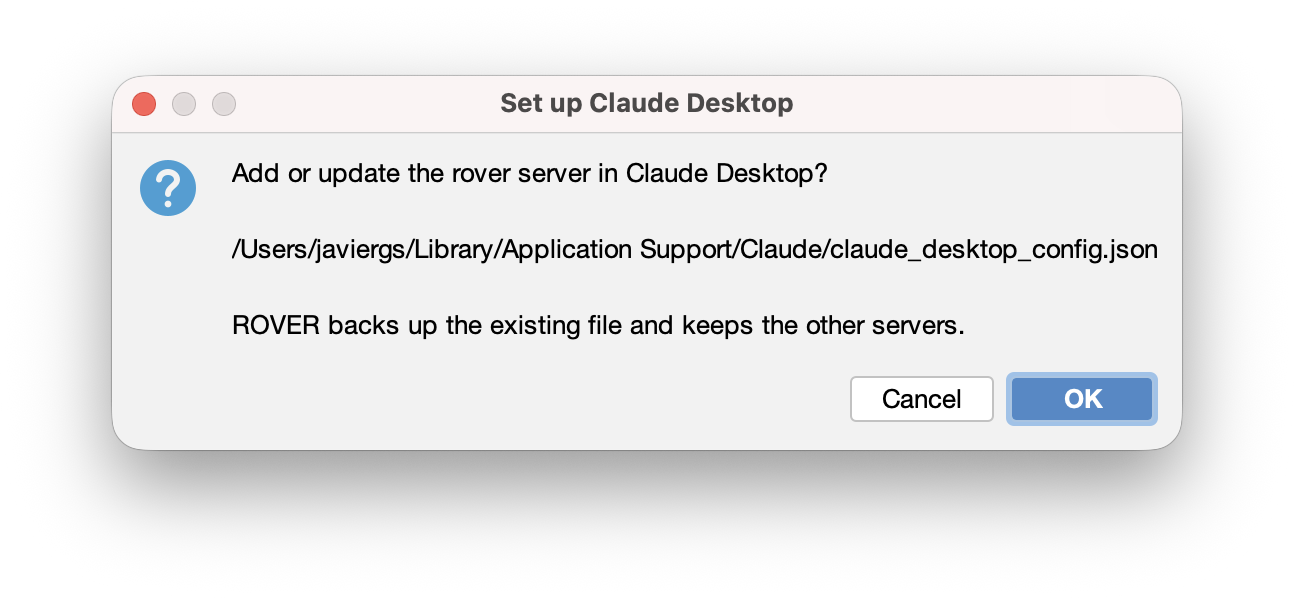 Set up Claude Desktop
Add or update the rover server in Claude Desktop?
/Users/javiergs/Library/Application Support/Claude/claude_desktop_config.json
ROVER backs up the existing file and keeps the other servers.
Cancel
OK